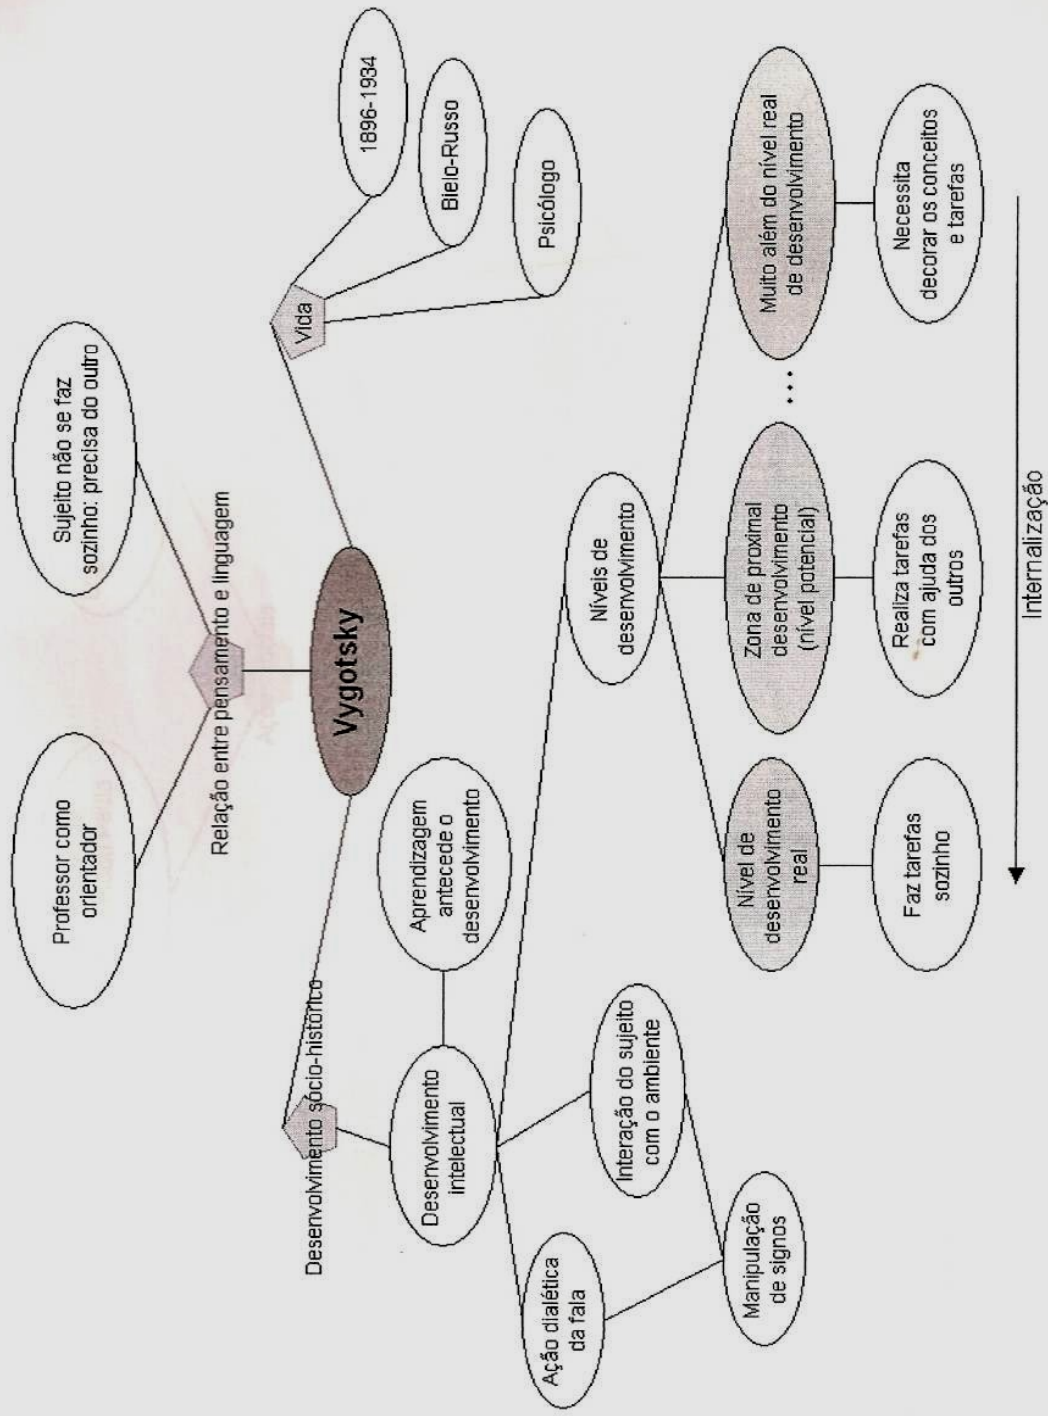 Professor como
orientador
Sujeito não se faz
sozinho: precisa do outro
Relação entre pensamento e linguagem
Vida
Desenvolvimento sócio-histórico
Vygotsky
1896-1934
Desenvolvimento
intelectual
Aprendizagem
antecede o
desenvolvimento
Bielo-Russo
Psicólogo
Ação dialética
da fala
Interação do sujeito
com o ambiente
Níveis de
desenvolvimento
Manipulação
de signos
Nível de
desenvolvimento
real
Zona de proximal
desenvolvimento
(nível potencial)
...
Muito além do nível real
de desenvolvimento
Faz tarefas
sozinho
Realiza tarefas
com ajuda dos
outros
Necessita
decorar os conceitos
e tarefas
Internalização